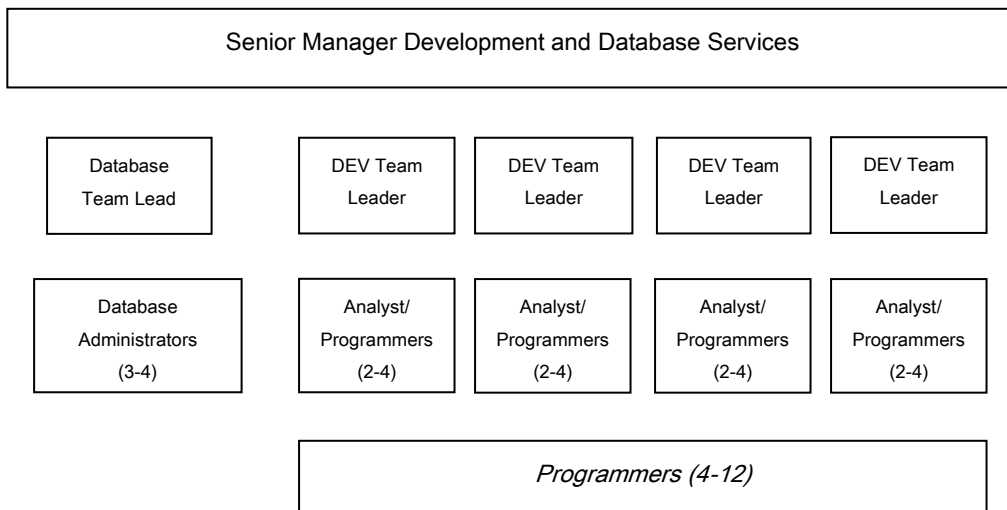 Senior Manager Development and Database Services
Database
Team Lead
DEV Team
Leader
DEV Team
Leader
DEV Team
Leader
DEV Team
Leader
Database
Administrators
(3-4)
Analyst/
Programmers
(2-4)
Analyst/
Programmers
(2-4)
Analyst/
Programmers
(2-4)
Analyst/
Programmers
(2-4)
Programmers (4-12)